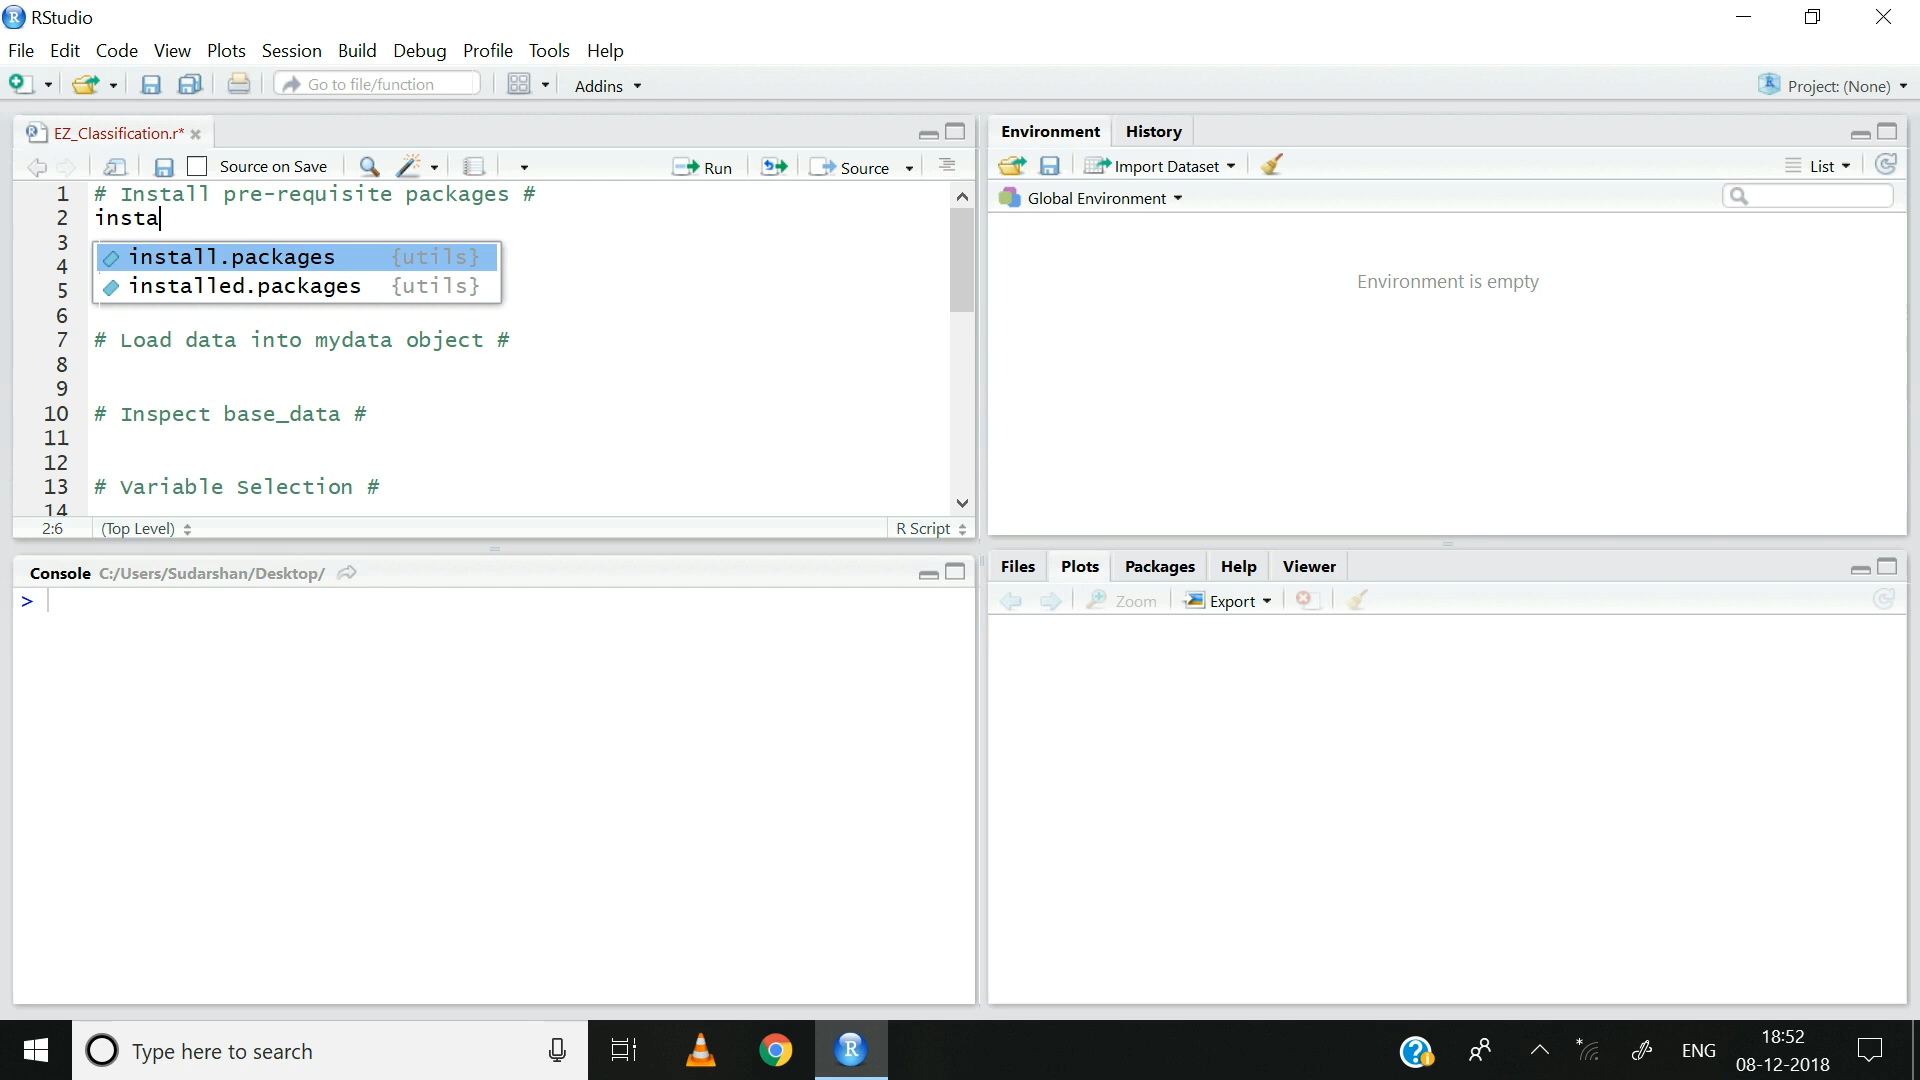 RStudio
File Edit Code View Plots Session Build Debug Profile Tools Help
Go to file/function
Addins
Project: (None)
EZ_Classification.r*
Source on Save
Run
Source
1 # Install pre-requisite packages #
2 insta
3
4
5
6
7 # Load data into mydata object #
8
9
10 # Inspect base_data #
11
12
13 # Variable Selection #
14
install.packages {utils}
installed.packages {utils}
2:6 (Top Level) R Script
Console C:/Users/Sudarshan/Desktop/
>
Environment History
Import Dataset
List
Global Environment
Environment is empty
Files Plots Packages Help Viewer
Zoom Export
Type here to search
ENG
18:52
08-12-2018